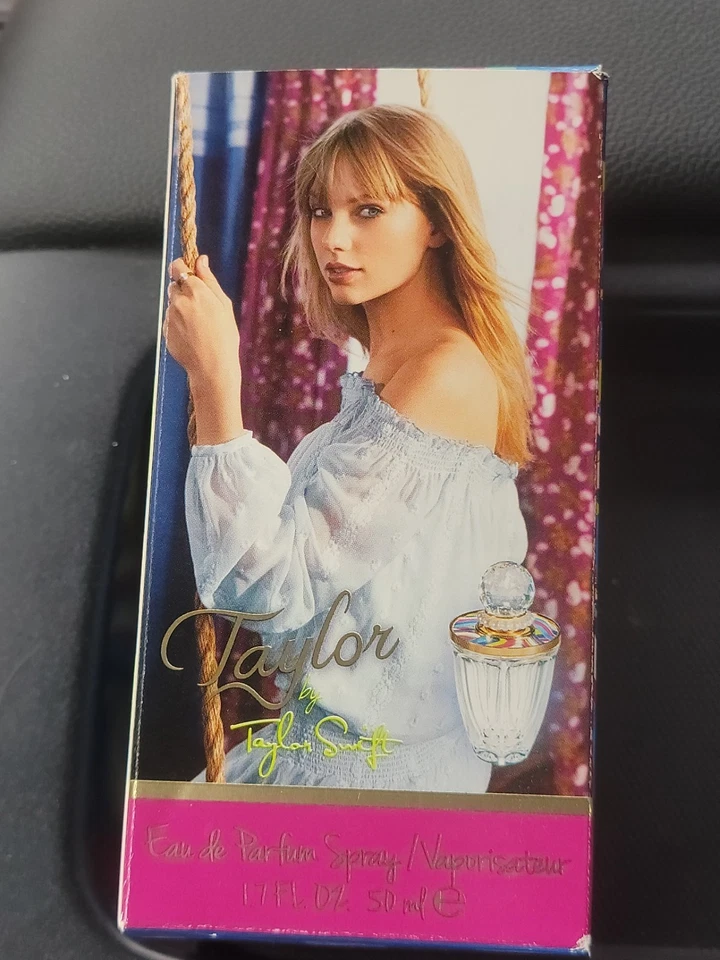 Taylor
by
Taylor Swift
Eau de Parfum Spray / Vaporisateur
1.7 FL. OZ. 50 ml ℮